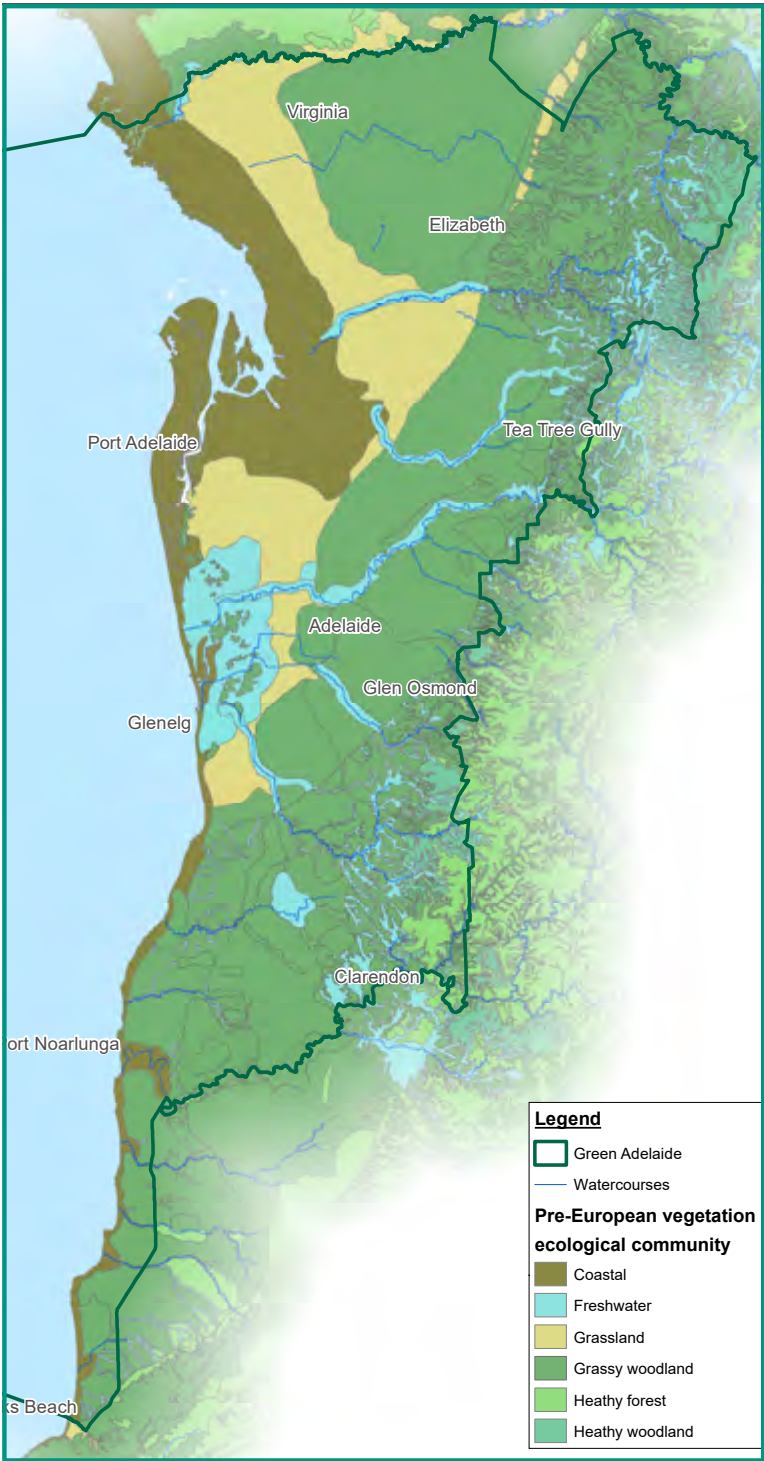 Virginia
Elizabeth
Port Adelaide
Tea Tree Gully
Adelaide
Glen Osmond
Glenelg
Clarendon
ort Noarlunga
ks Beach
Legend
Green Adelaide
Watercourses
Pre-European vegetation
ecological community
Coastal
Freshwater
Grassland
Grassy woodland
Heathy forest
Heathy woodland